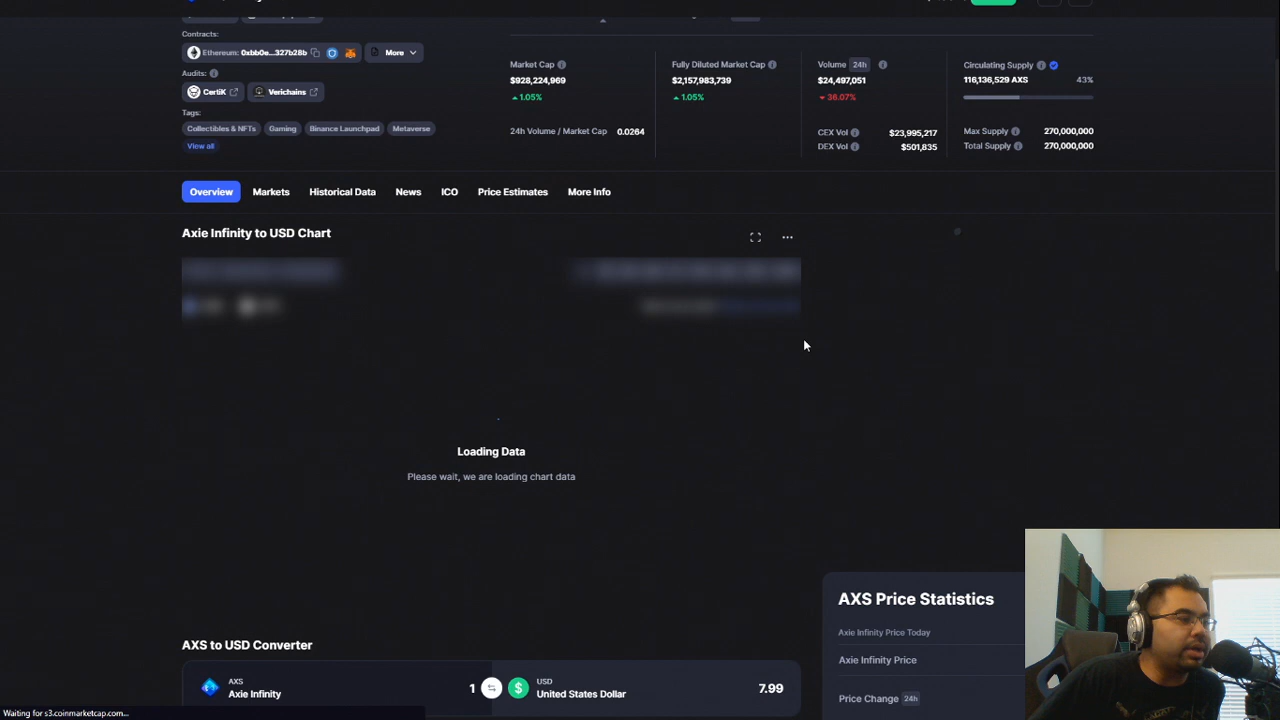 Contracts:
Ethereum: 0xbb0e...327b28b More
Audits:
CertiK Verichains
Tags:
Collectibles & NFTs Gaming Binance Launchpad Metaverse
View all
Market Cap
$928,224,969
1.05%
24h Volume / Market Cap 0.0264
Fully Diluted Market Cap
$2,157,983,739
1.05%
Volume 24h
$24,497,051
36.07%
CEX Vol $23,995,217
DEX Vol $501,835
Circulating Supply
116,136,529 AXS 43%
Max Supply 270,000,000
Total Supply 270,000,000
Overview Markets Historical Data News ICO Price Estimates More Info
Axie Infinity to USD Chart
Loading Data
Please wait, we are loading chart data
AXS to USD Converter
AXS
Axie Infinity 1
USD
United States Dollar 7.99
AXS Price Statistics
Axie Infinity Price Today
Axie Infinity Price
Price Change 24h
Waiting for s3.coinmarketcap.com...